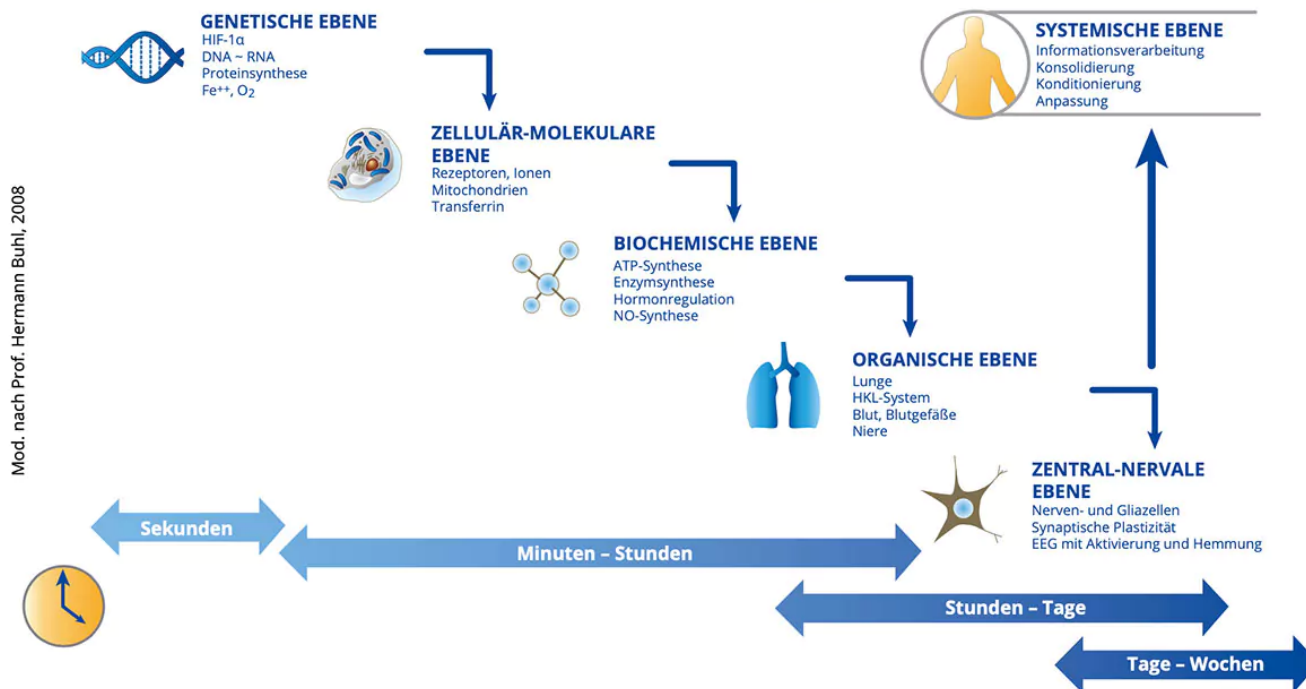 GENETISCHE EBENE
HIF-1α
DNA ~ RNA
Proteinsynthese
Fe⁺⁺, O₂
ZELLULÄR-MOLEKULARE
EBENE
Rezeptoren, Ionen
Mitochondrien
Transferrin
BIOCHEMISCHE EBENE
ATP-Synthese
Enzymsynthese
Hormonregulation
NO-Synthese
ORGANISCHE EBENE
Lunge
HKL-System
Blut, Blutgefäße
Niere
ZENTRAL-NERVALE
EBENE
Nerven- und Gliazellen
Synaptische Plastizität
EEG mit Aktivierung und Hemmung
SYSTEMISCHE EBENE
Informationsverarbeitung
Konsolidierung
Konditionierung
Anpassung
Mod. nach Prof. Hermann Buhl, 2008
Sekunden
Minuten – Stunden
Stunden – Tage
Tage – Wochen